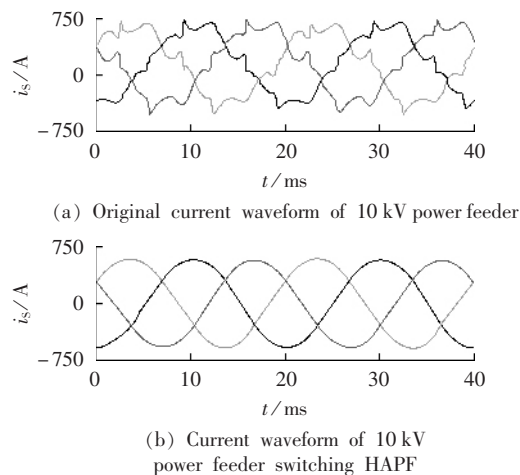 750
0
−750
i_s/A
0
10
20
30
40
t/ms
(a) Original current waveform of 10 kV power feeder
750
0
−750
i_s/A
0
10
20
30
40
t/ms
(b) Current waveform of 10 kV
power feeder switching HAPF